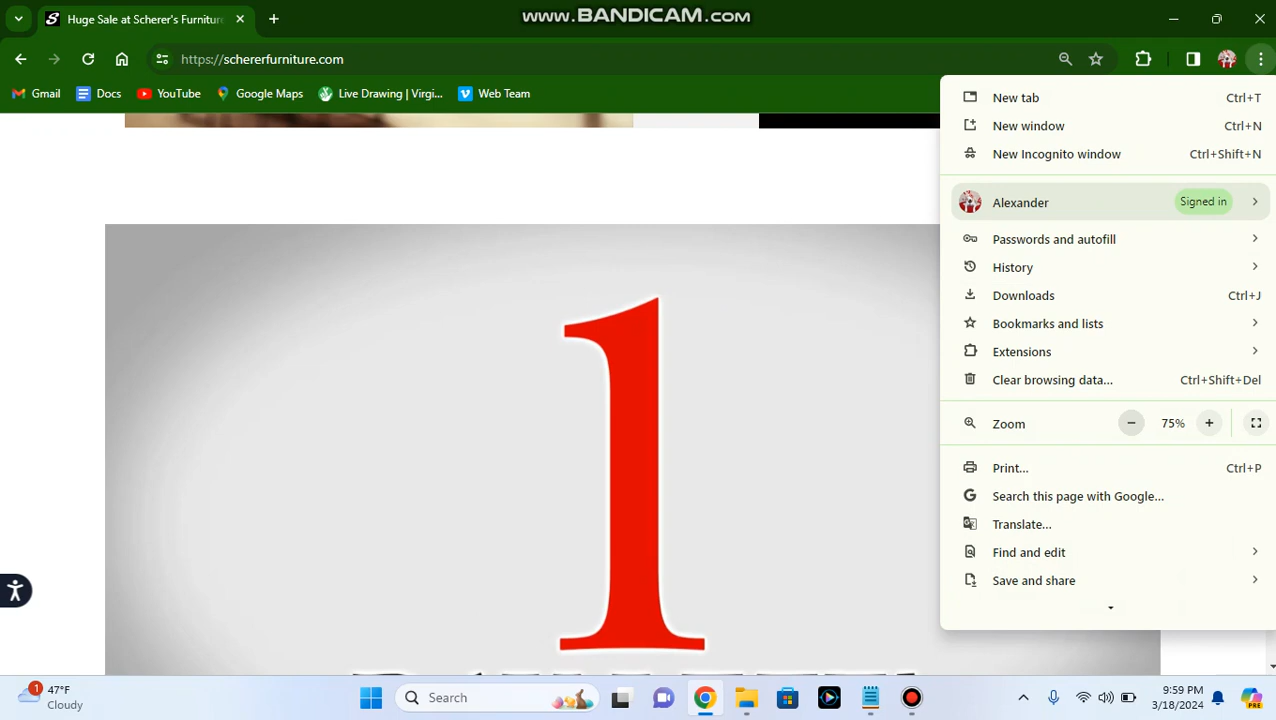 www.BANDICAM.com
Huge Sale at Scherer's Furniture
https://schererfurniture.com
Gmail Docs YouTube Google Maps Live Drawing | Virgi... Web Team
New tab Ctrl+T
New window Ctrl+N
New Incognito window Ctrl+Shift+N
Alexander Signed in
Passwords and autofill
History
Downloads Ctrl+J
Bookmarks and lists
Extensions
Clear browsing data... Ctrl+Shift+Del
Zoom − 75% +
Print... Ctrl+P
Search this page with Google...
Translate...
Find and edit
Save and share
1
1 47°F
Cloudy
Search
9:59 PM
3/18/2024
PRE